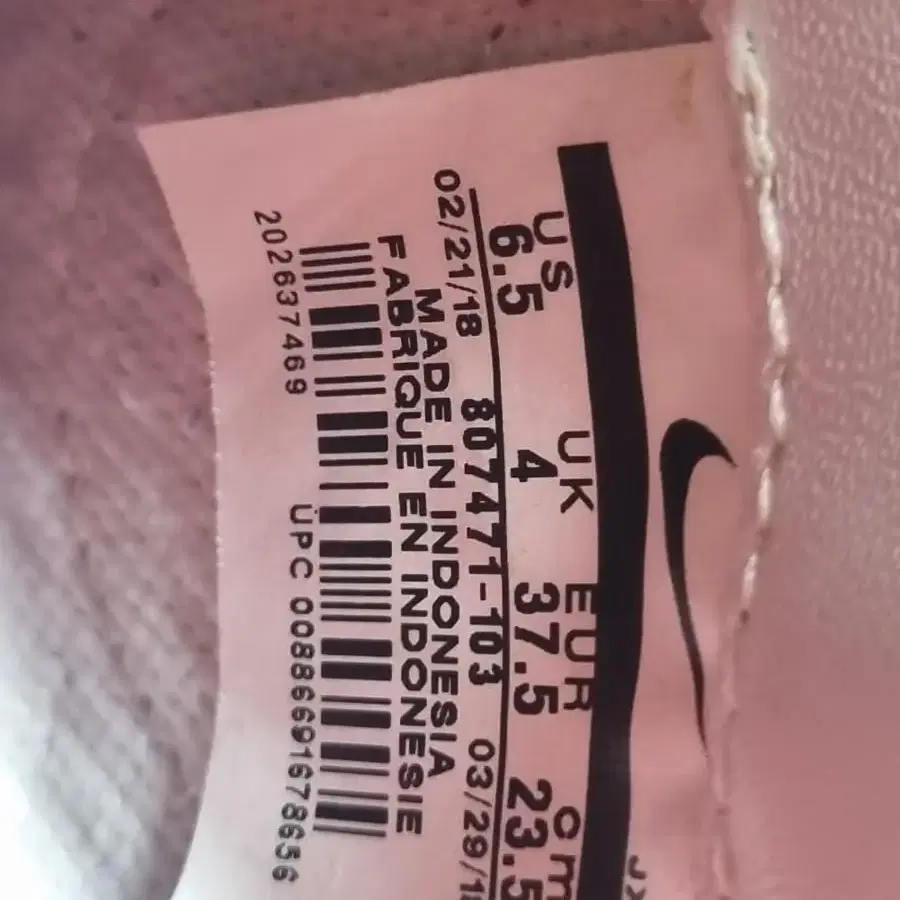 US UK EUR cm
6.5 4 37.5 23.5
02/21/18 807471-103 03/29/1
MADE IN INDONESIA
FABRIQUE EN INDONESIE
202637469 UPC 00886691678656